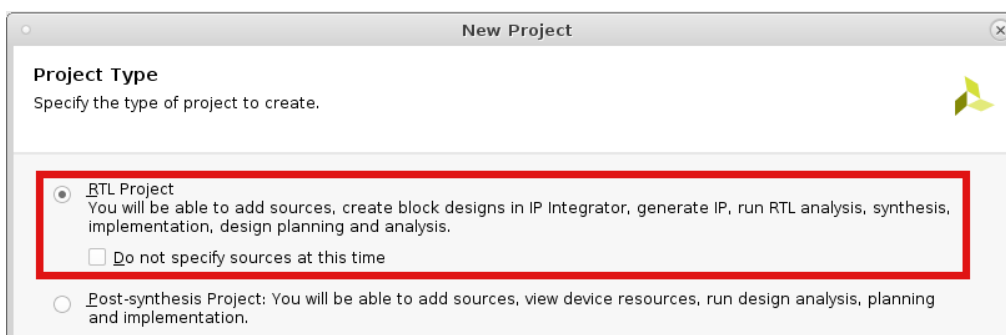 New Project
Project Type
Specify the type of project to create.
RTL Project
You will be able to add sources, create block designs in IP Integrator, generate IP, run RTL analysis, synthesis,
implementation, design planning and analysis.
Do not specify sources at this time
Post-synthesis Project: You will be able to add sources, view device resources, run design analysis, planning
and implementation.